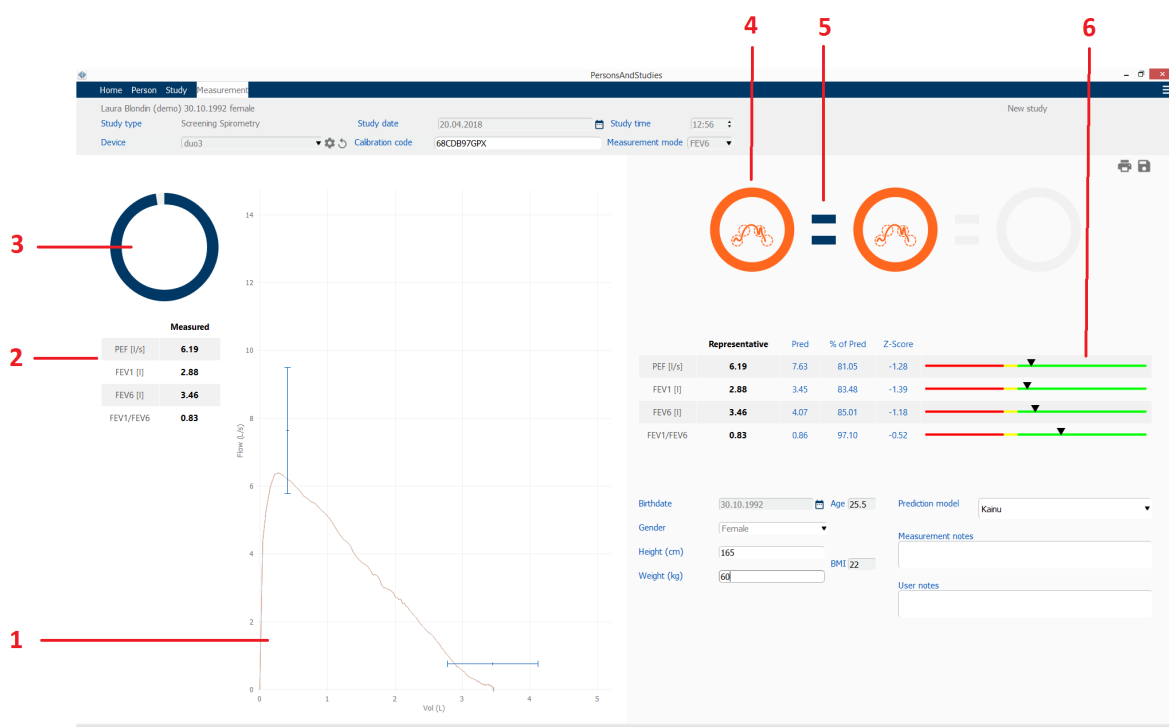 4 5 6
PersonsAndStudies
Home Person Study Measurement
Laura Blondin (demo) 30.10.1992 female New study
Study type Screening Spirometry Study date 20.04.2018 Study time 12:56
Device duo3 Calibration code 68CDB97GPX Measurement mode FEV6
3
Measured
2
PEF [l/s] 6.19
FEV1 [l] 2.88
FEV6 [l] 3.46
FEV1/FEV6 0.83
14
12
10
8
6
4
2
0
Flow (L/s)
0 1 2 3 4 5
Vol (L)
1
Representative Pred % of Pred Z-Score
PEF [l/s] 6.19 7.63 81.05 -1.28
FEV1 [l] 2.88 3.45 83.48 -1.39
FEV6 [l] 3.46 4.07 85.01 -1.18
FEV1/FEV6 0.83 0.86 97.10 -0.52
Birthdate 30.10.1992 Age 25.5 Prediction model Kainu
Gender Female
Measurement notes
Height (cm) 165
BMI 22
Weight (kg) 60
User notes